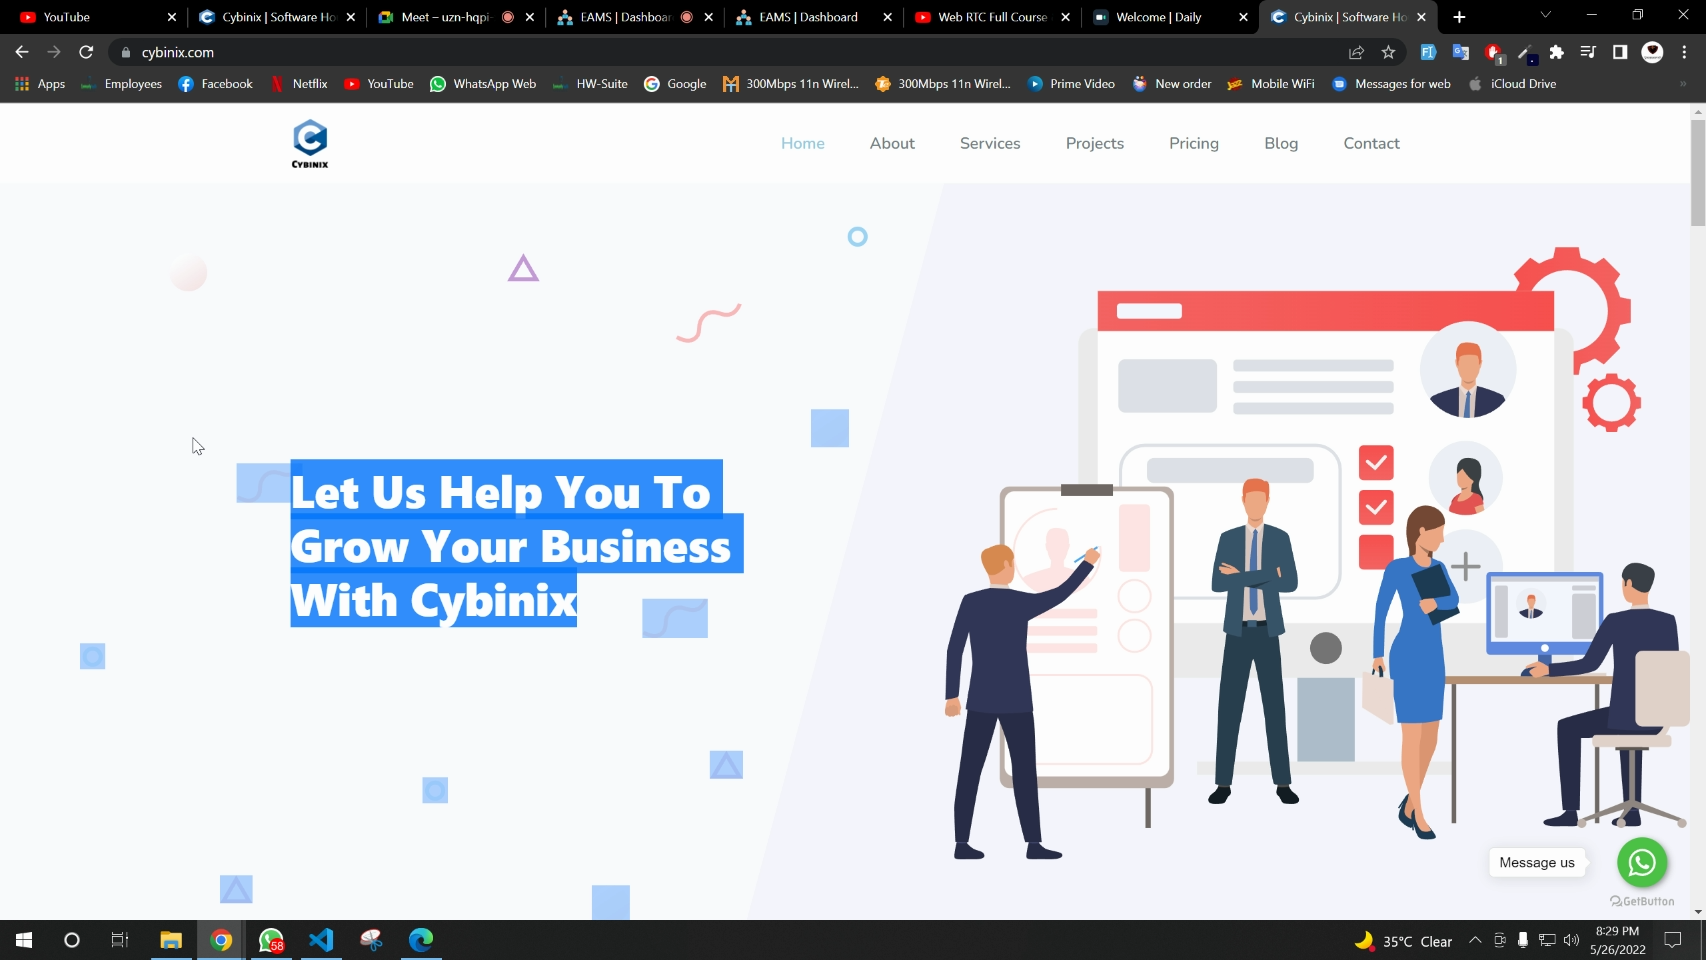 YouTube
Cybinix | Software Ho
Meet – uzn-hqpi-
EAMS | Dashboar
EAMS | Dashboard
Web RTC Full Course
Welcome | Daily
Cybinix | Software Ho
cybinix.com
1
Apps
Employees
Facebook
Netflix
YouTube
WhatsApp Web
HW-Suite
Google
300Mbps 11n Wirel...
300Mbps 11n Wirel...
Prime Video
New order
Mobile WiFi
Messages for web
iCloud Drive
CYBINIX
Home
About
Services
Projects
Pricing
Blog
Contact
Let Us Help You To
Grow Your Business
With Cybinix
Message us
GetButton
58
35°C Clear
8:29 PM
5/26/2022